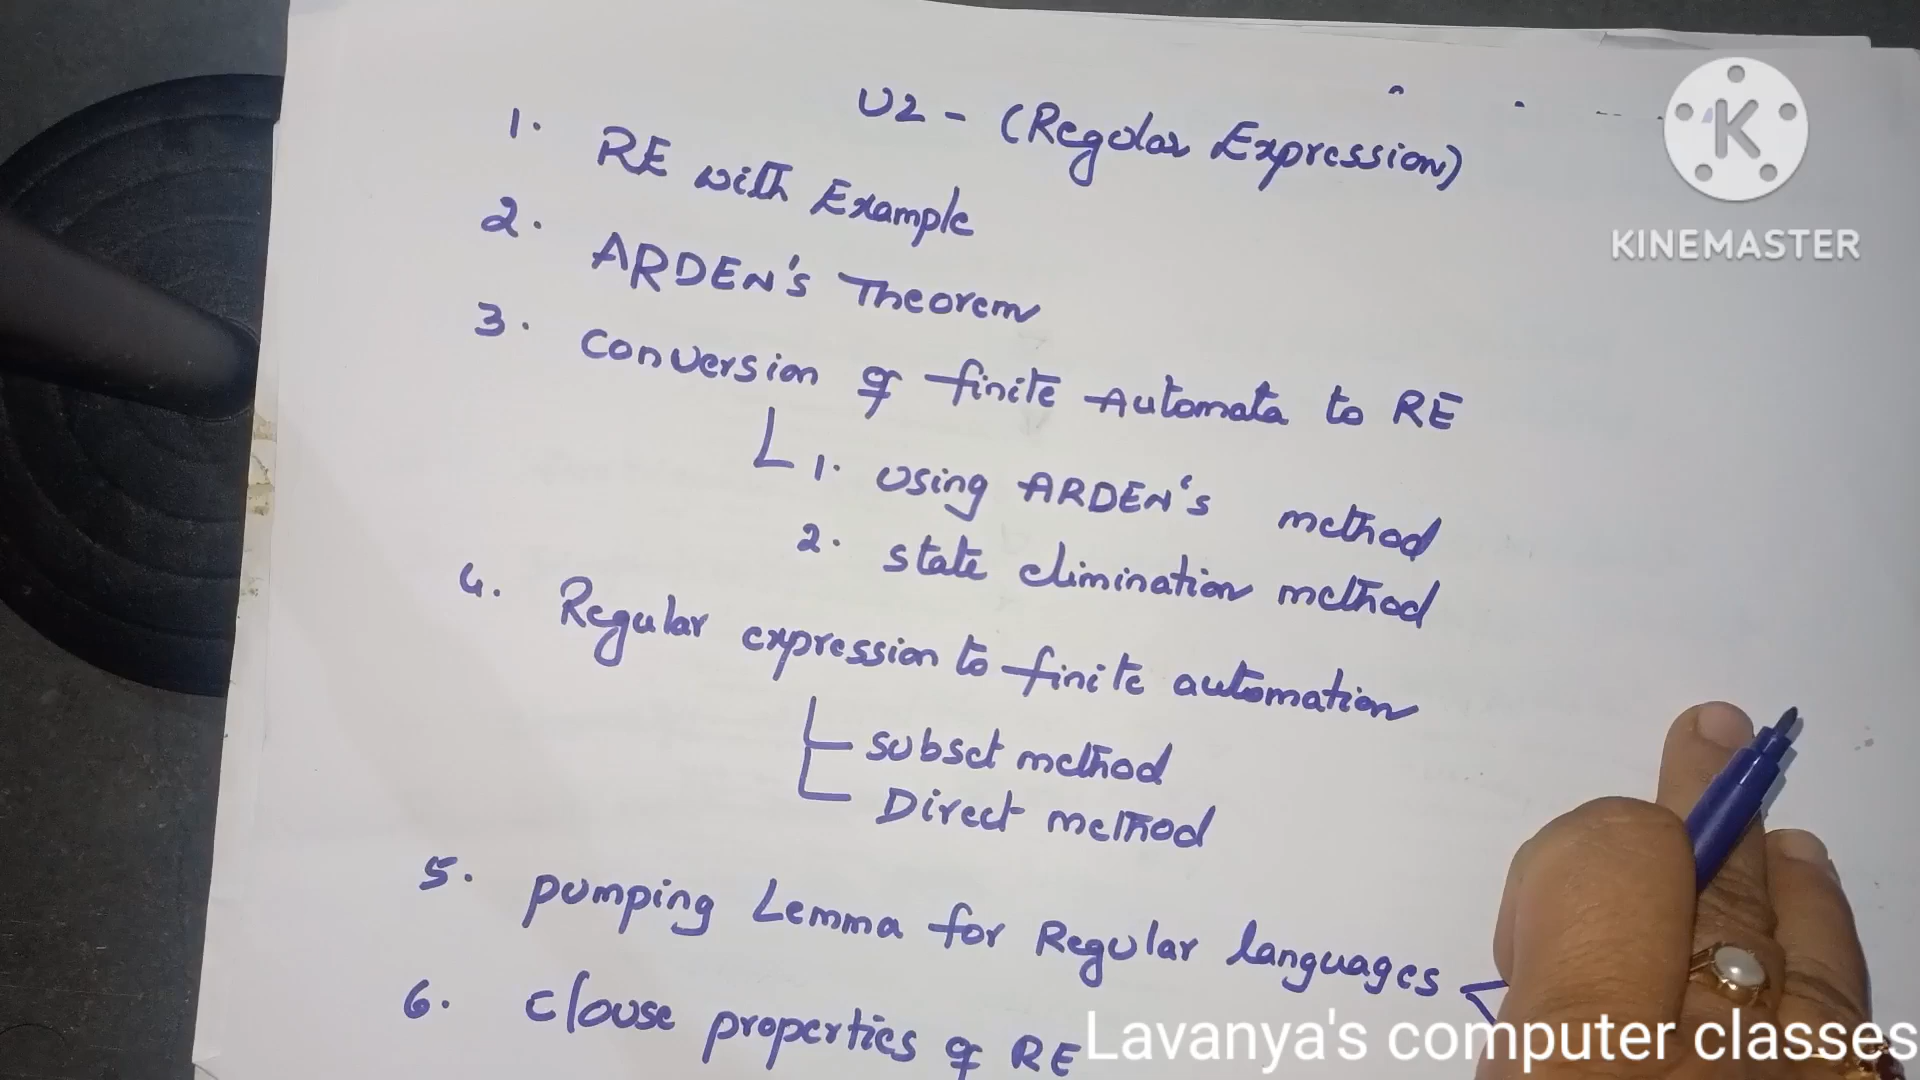 U2 - (Regular Expression)
1. RE with Example
2. ARDEN's Theorem
3. Conversion of finite Automata to RE
1. Using ARDEN's method
2. state elimination method
4. Regular expression to finite automation
subset method
Direct method
5. pumping Lemma for Regular languages
6. Clouse properties of RE
K
KINEMASTER
Lavanya's computer classes